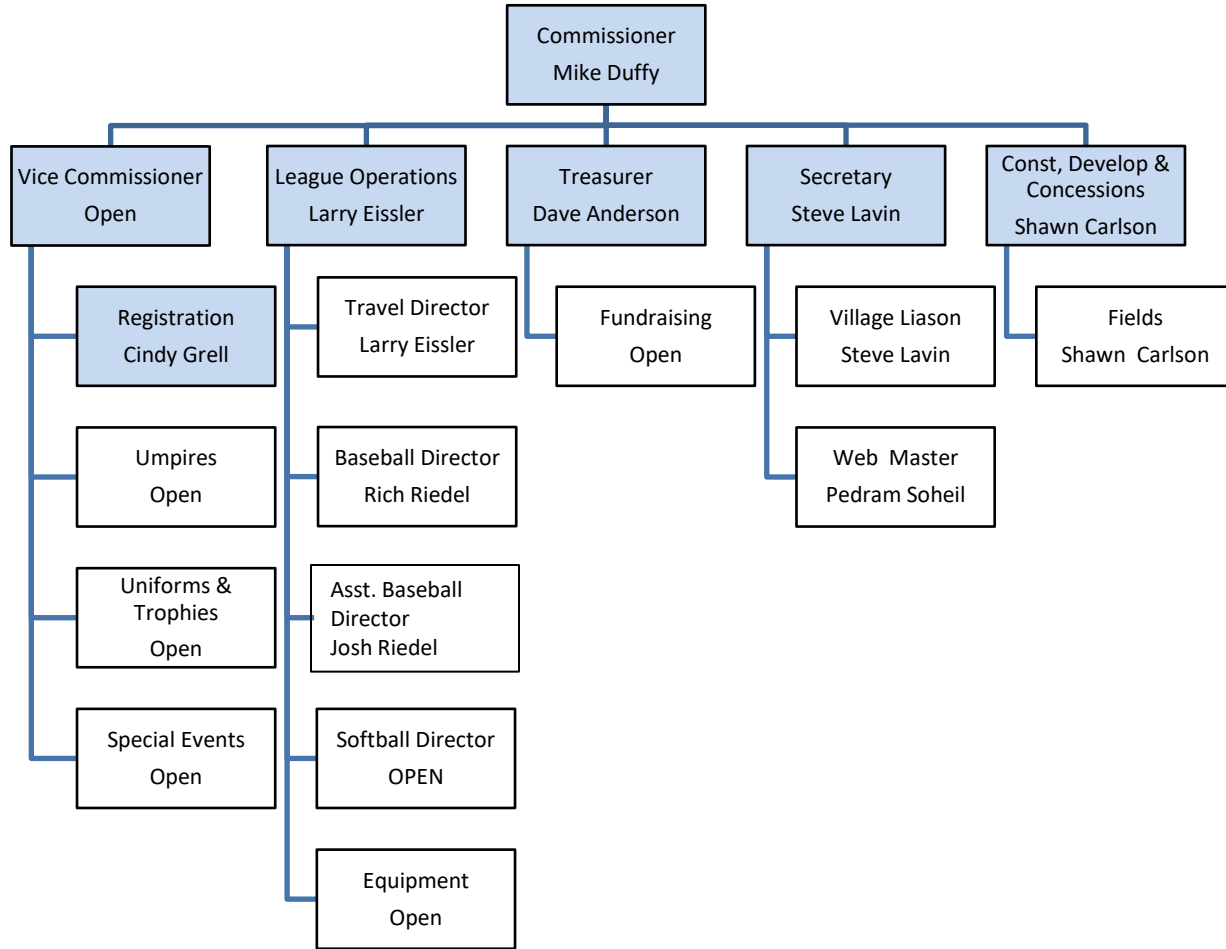 Commissioner
Mike Duffy
Vice Commissioner
Open
League Operations
Larry Eissler
Treasurer
Dave Anderson
Secretary
Steve Lavin
Const, Develop &
Concessions
Shawn Carlson
Registration
Cindy Grell
Umpires
Open
Uniforms &
Trophies
Open
Special Events
Open
Travel Director
Larry Eissler
Baseball Director
Rich Riedel
Asst. Baseball
Director
Josh Riedel
Softball Director
OPEN
Equipment
Open
Fundraising
Open
Village Liason
Steve Lavin
Web Master
Pedram Soheil
Fields
Shawn Carlson